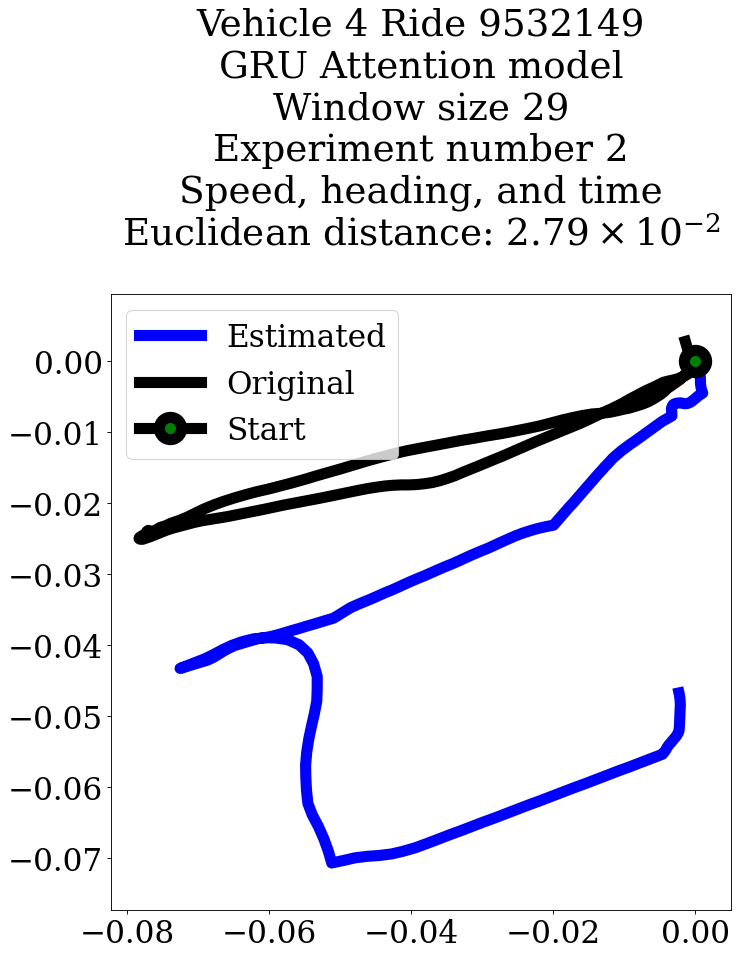 Vehicle 4 Ride 9532149
GRU Attention model
Window size 29
Experiment number 2
Speed, heading, and time
Euclidean distance: 2.79 × 10⁻²
Estimated
Original
Start
0.00
−0.01
−0.02
−0.03
−0.04
−0.05
−0.06
−0.07
−0.08 −0.06 −0.04 −0.02 0.00